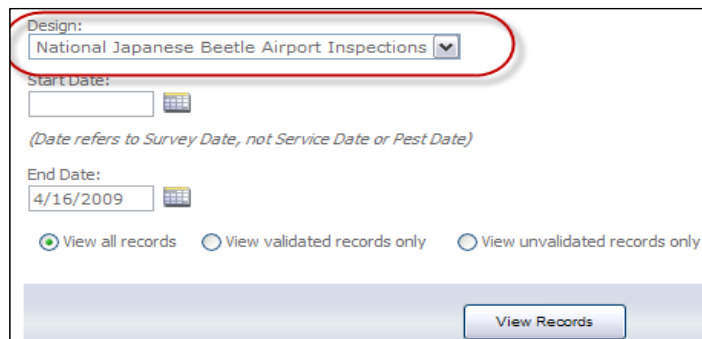 Design:
National Japanese Beetle Airport Inspections
Start Date:
(Date refers to Survey Date, not Service Date or Pest Date)
End Date:
4/16/2009
View all records View validated records only View unvalidated records only
View Records